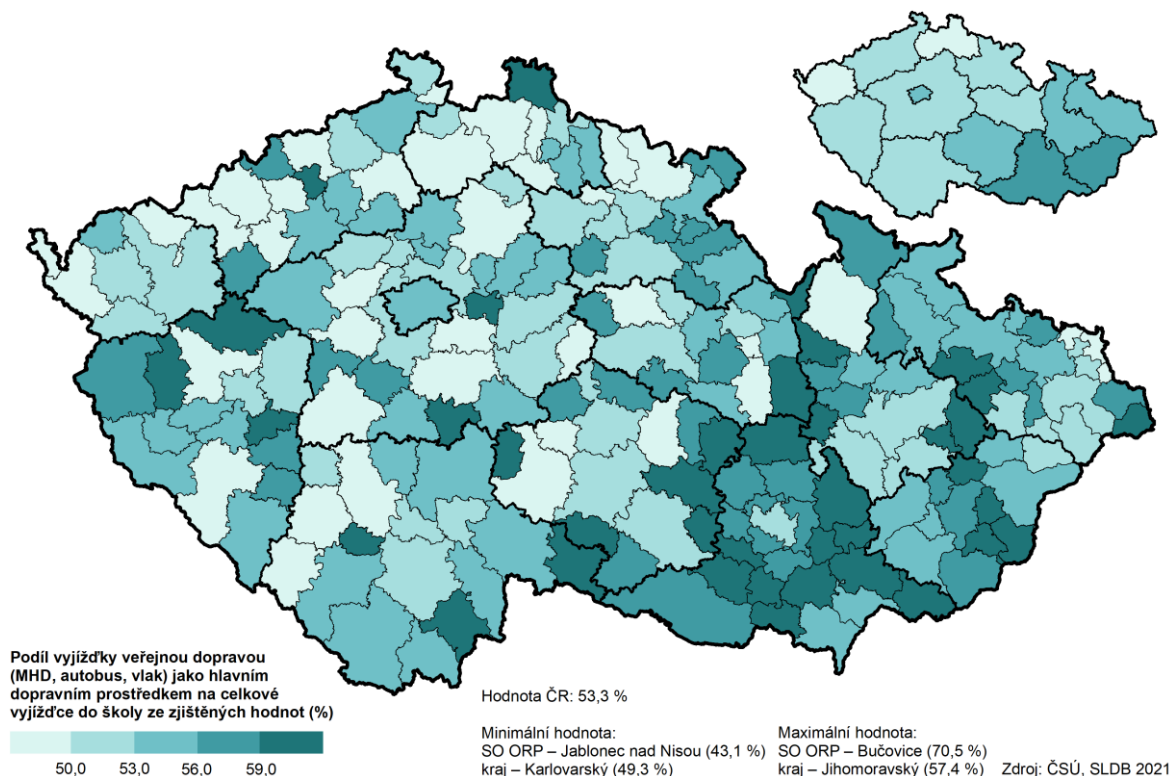 Podíl vyjížďky veřejnou dopravou
(MHD, autobus, vlak) jako hlavním
dopravním prostředkem na celkové
vyjížďce do školy ze zjištěných hodnot (%)
50,0 53,0 56,0 59,0
Hodnota ČR: 53,3 %
Minimální hodnota:
SO ORP – Jablonec nad Nisou (43,1 %)
kraj – Karlovarský (49,3 %)
Maximální hodnota:
SO ORP – Bučovice (70,5 %)
kraj – Jihomoravský (57,4 %)
Zdroj: ČSÚ, SLDB 2021